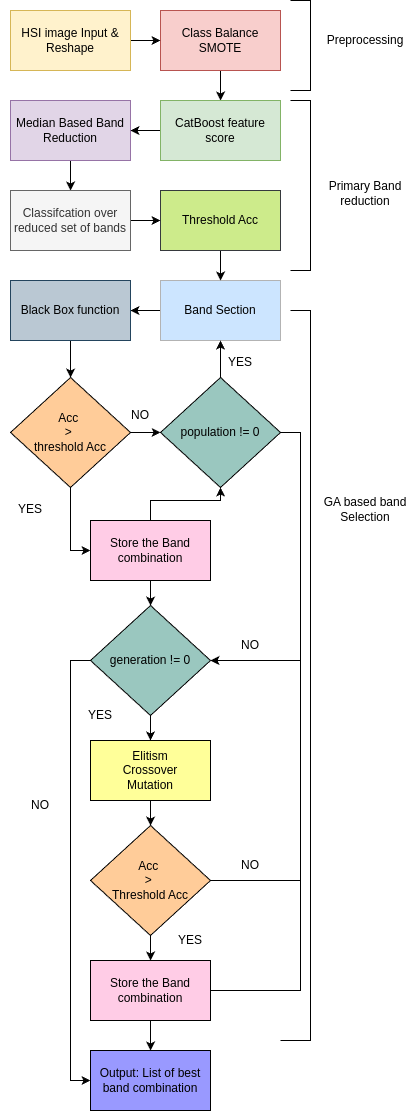 HSI image Input &
Reshape
Class Balance
SMOTE
Preprocessing
Median Based Band
Reduction
CatBoost feature
score
Primary Band
reduction
Classifcation over
reduced set of bands
Threshold Acc
Black Box function
Band Section
YES
Acc
>
threshold Acc
NO
population != 0
YES
GA based band
Selection
Store the Band
combination
generation != 0
NO
YES
Elitism
Crossover
Mutation
NO
Acc
>
Threshold Acc
NO
YES
Store the Band
combination
Output: List of best
band combination